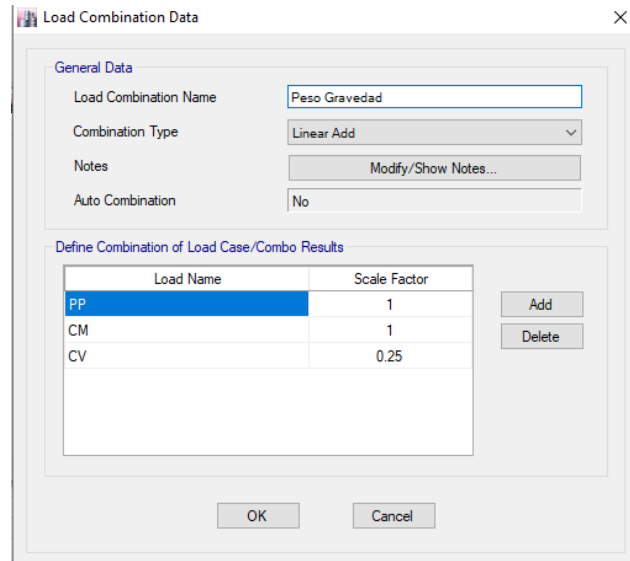 Load Combination Data
General Data
Load Combination Name Peso Gravedad
Combination Type Linear Add
Notes Modify/Show Notes...
Auto Combination No
Define Combination of Load Case/Combo Results
Load Name Scale Factor
PP 1 Add
CM 1 Delete
CV 0.25
OK Cancel